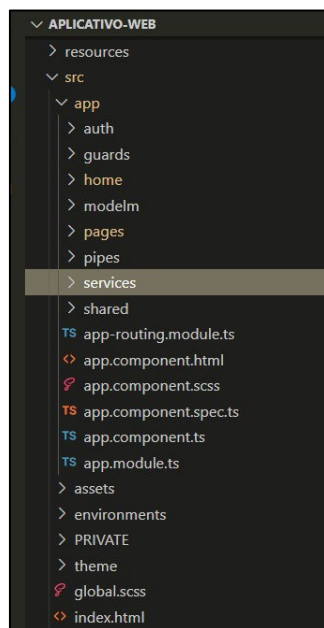 APLICATIVO-WEB
resources
src
app
auth
guards
home
modelm
pages
pipes
services
shared
TS app-routing.module.ts
<> app.component.html
app.component.scss
TS app.component.spec.ts
TS app.component.ts
TS app.module.ts
assets
environments
PRIVATE
theme
global.scss
<> index.html